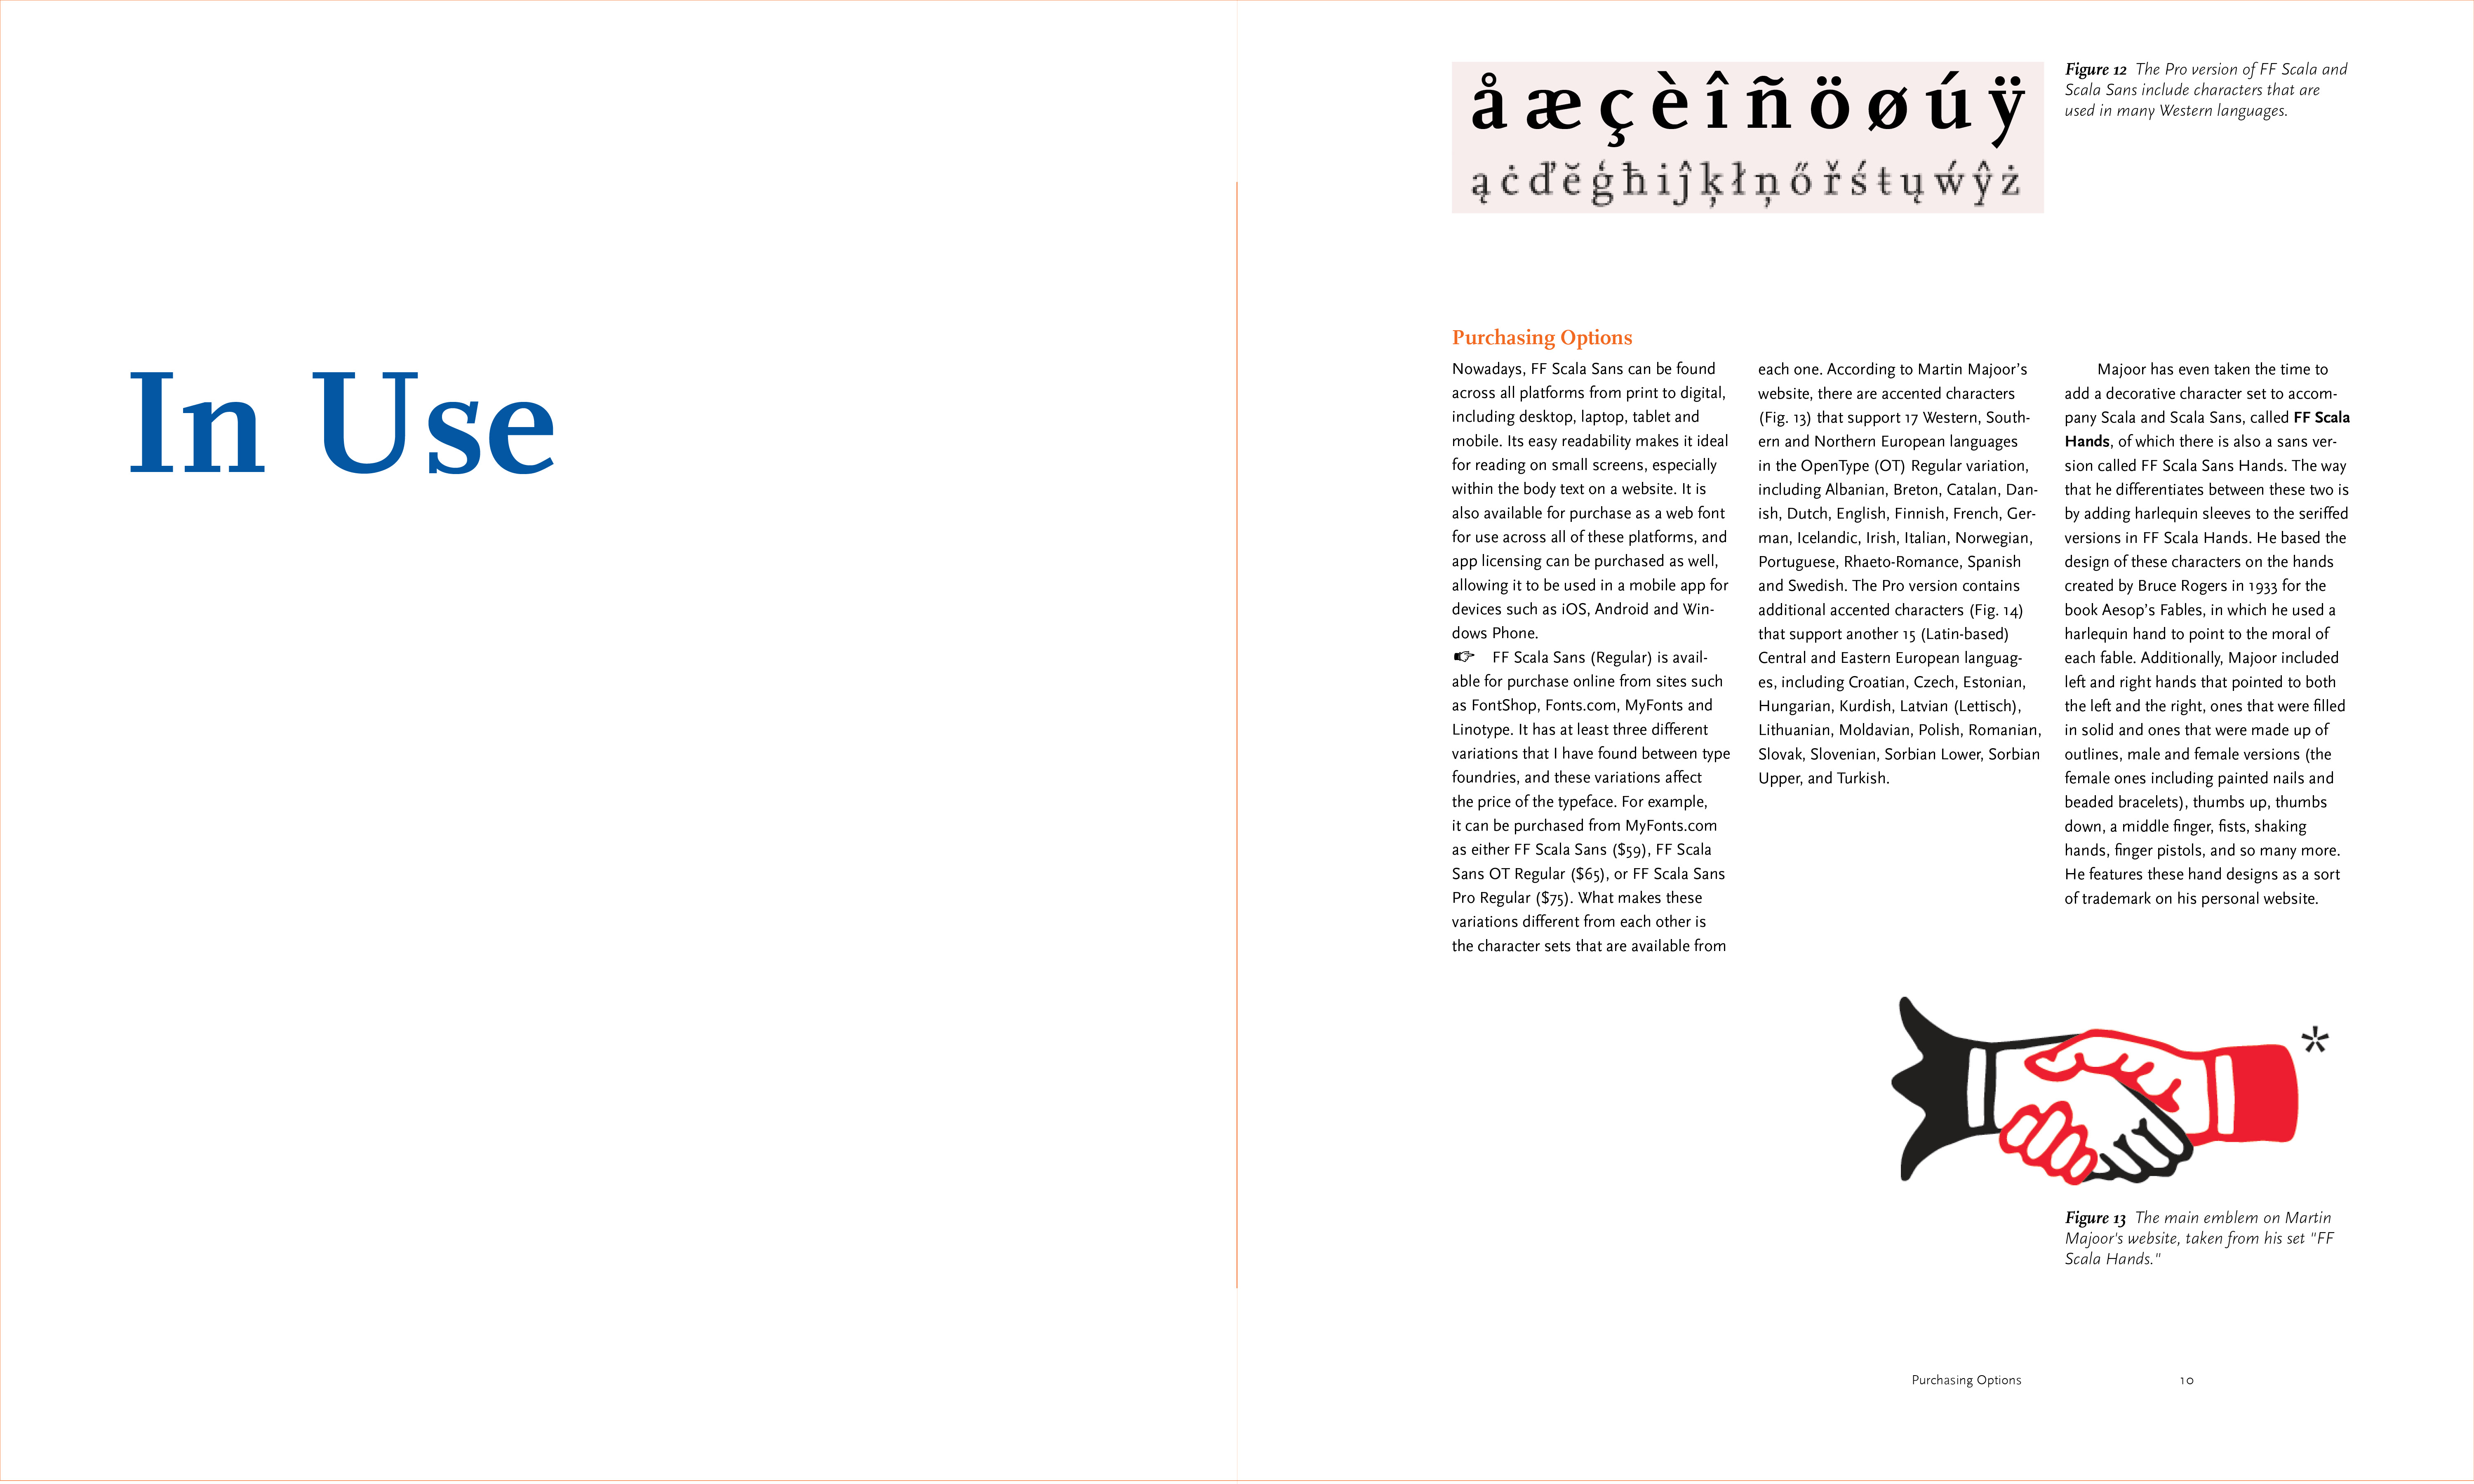 In Use
å æ ç è î ñ ö ø ú ÿ
ą ċ ď ĕ ģ ħ i ĵ ķ ł ņ ő ř ś ŧ ų ẃ ŷ ż
Figure 12 The Pro version of FF Scala and
Scala Sans include characters that are
used in many Western languages.
Purchasing Options
Nowadays, FF Scala Sans can be found
across all platforms from print to digital,
including desktop, laptop, tablet and
mobile. Its easy readability makes it ideal
for reading on small screens, especially
within the body text on a website. It is
also available for purchase as a web font
for use across all of these platforms, and
app licensing can be purchased as well,
allowing it to be used in a mobile app for
devices such as iOS, Android and Win-
dows Phone.
☞ FF Scala Sans (Regular) is avail-
able for purchase online from sites such
as FontShop, Fonts.com, MyFonts and
Linotype. It has at least three different
variations that I have found between type
foundries, and these variations affect
the price of the typeface. For example,
it can be purchased from MyFonts.com
as either FF Scala Sans ($59), FF Scala
Sans OT Regular ($65), or FF Scala Sans
Pro Regular ($75). What makes these
variations different from each other is
the character sets that are available from
each one. According to Martin Majoor’s
website, there are accented characters
(Fig. 13) that support 17 Western, South-
ern and Northern European languages
in the OpenType (OT) Regular variation,
including Albanian, Breton, Catalan, Dan-
ish, Dutch, English, Finnish, French, Ger-
man, Icelandic, Irish, Italian, Norwegian,
Portuguese, Rhaeto-Romance, Spanish
and Swedish. The Pro version contains
additional accented characters (Fig. 14)
that support another 15 (Latin-based)
Central and Eastern European languag-
es, including Croatian, Czech, Estonian,
Hungarian, Kurdish, Latvian (Lettisch),
Lithuanian, Moldavian, Polish, Romanian,
Slovak, Slovenian, Sorbian Lower, Sorbian
Upper, and Turkish.
Majoor has even taken the time to
add a decorative character set to accom-
pany Scala and Scala Sans, called FF Scala
Hands, of which there is also a sans ver-
sion called FF Scala Sans Hands. The way
that he differentiates between these two is
by adding harlequin sleeves to the seriffed
versions in FF Scala Hands. He based the
design of these characters on the hands
created by Bruce Rogers in 1933 for the
book Aesop’s Fables, in which he used a
harlequin hand to point to the moral of
each fable. Additionally, Majoor included
left and right hands that pointed to both
the left and the right, ones that were filled
in solid and ones that were made up of
outlines, male and female versions (the
female ones including painted nails and
beaded bracelets), thumbs up, thumbs
down, a middle finger, fists, shaking
hands, finger pistols, and so many more.
He features these hand designs as a sort
of trademark on his personal website.
*
Figure 13 The main emblem on Martin
Majoor's website, taken from his set "FF
Scala Hands."
Purchasing Options 10